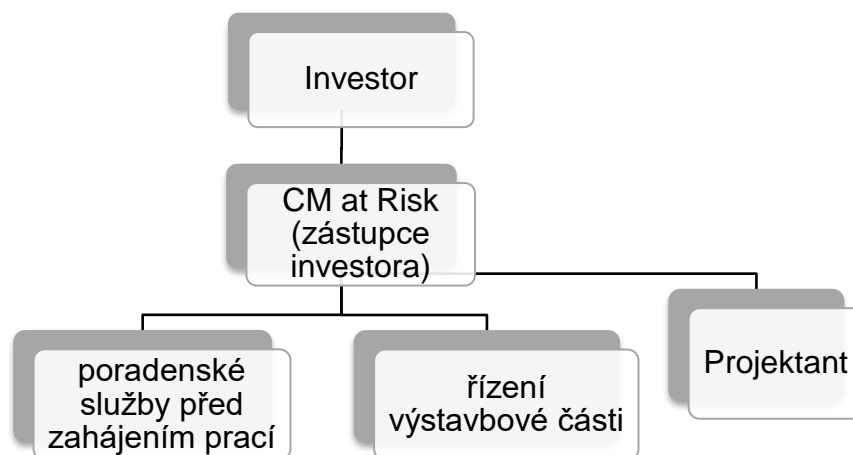 Investor
CM at Risk
(zástupce
investora)
Projektant
poradenské
služby před
zahájením prací
řízení
výstavbové části